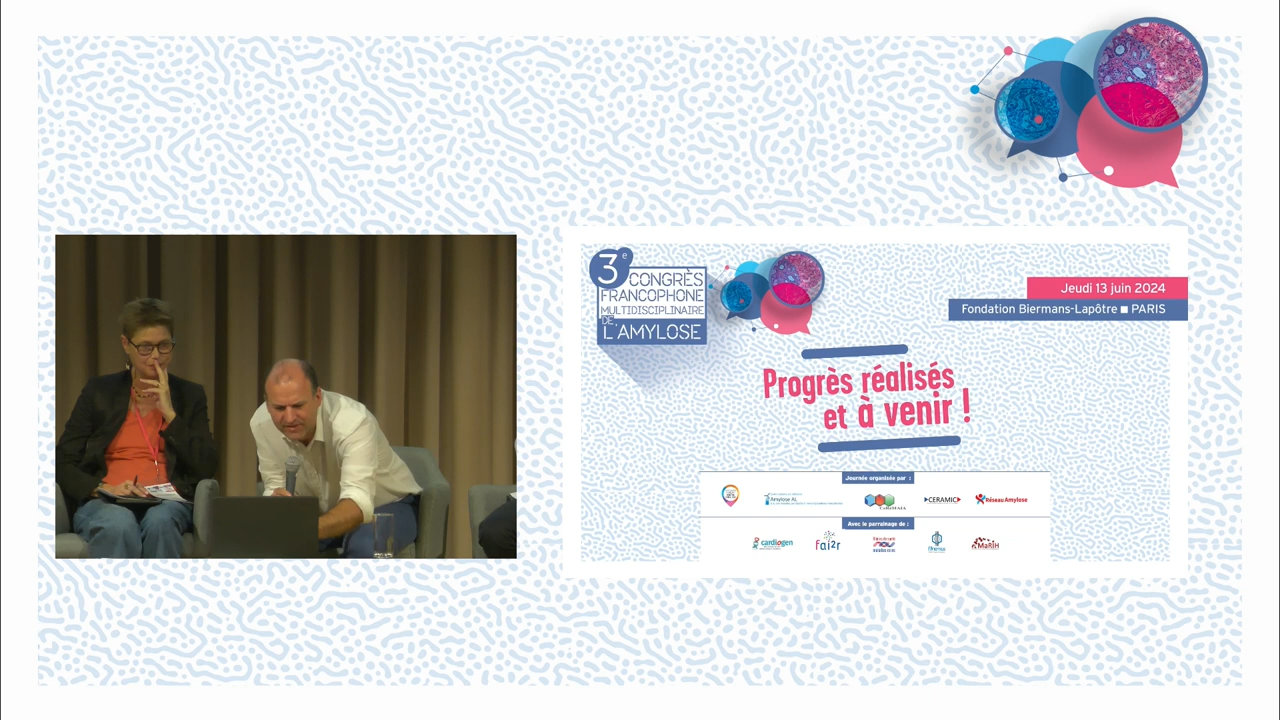 3e CONGRÈS
FRANCOPHONE
MULTIDISCIPLINAIRE
DE L'AMYLOSE
Jeudi 13 juin 2024
Fondation Biermans-Lapôtre ■ PARIS
Progrès réalisés
et à venir !
Journée organisée par :
Amylose AL
CERAMIC
Réseau Amylose
Avec le parrainage de :
cardiogen
fai2r
filnemus
MaRIH